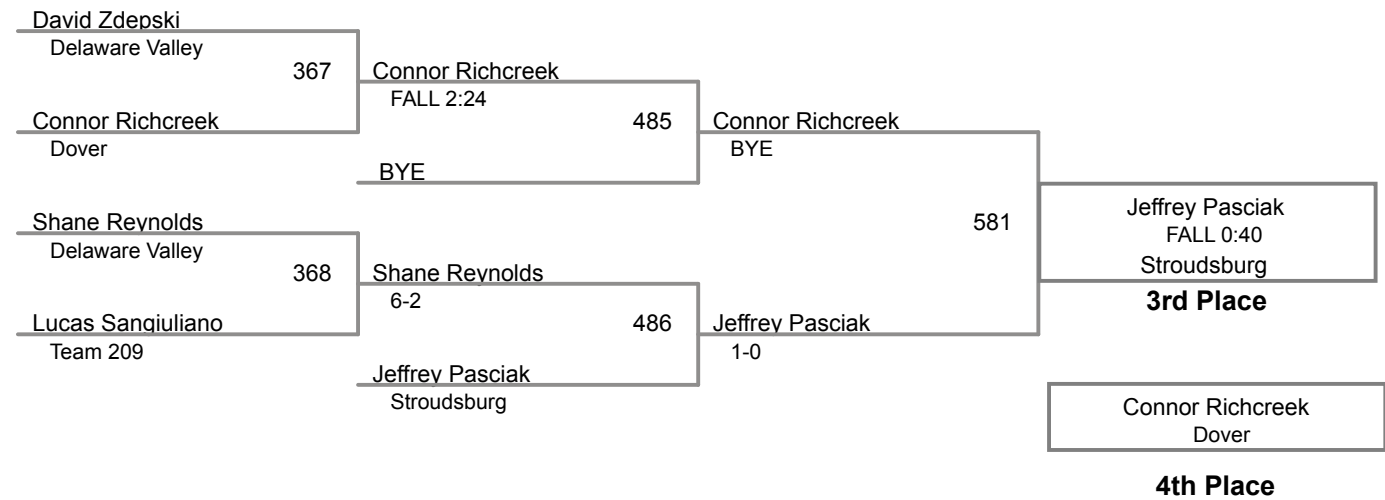 David Zdepski
Delaware Valley
367
Connor Richcreek
FALL 2:24
Connor Richcreek
Dover
485
Connor Richcreek
BYE
BYE
Shane Reynolds
Delaware Valley
368
Shane Reynolds
6-2
Lucas Sangiuliano
Team 209
486
Jeffrey Pasciak
1-0
Jeffrey Pasciak
Stroudsburg
581
Jeffrey Pasciak
FALL 0:40
Stroudsburg
3rd Place
Connor Richcreek
Dover
4th Place